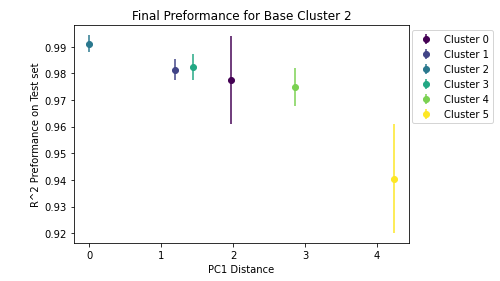 Final Preformance for Base Cluster 2
R^2 Preformance on Test set
0.99
0.98
0.97
0.96
0.95
0.94
0.93
0.92
0
1
2
3
4
PC1 Distance
Cluster 0
Cluster 1
Cluster 2
Cluster 3
Cluster 4
Cluster 5